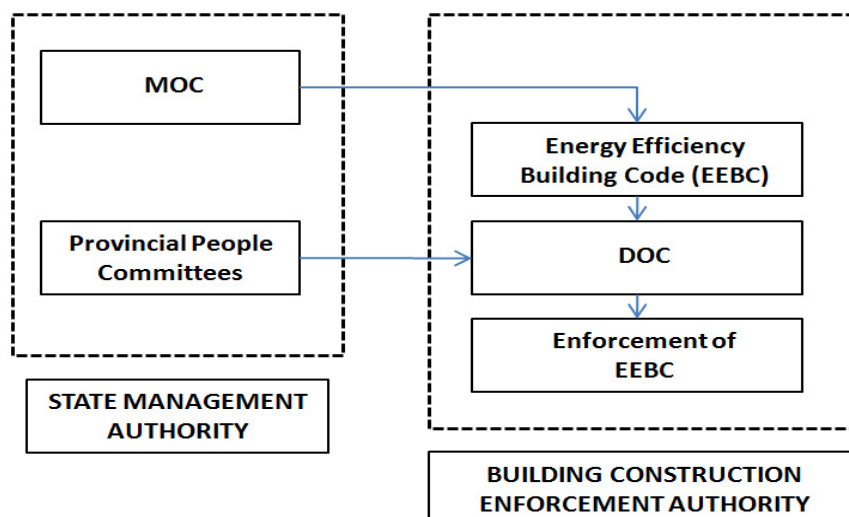 MOC
Energy Efficiency
Building Code (EEBC)
Provincial People
Committees
DOC
Enforcement of
EEBC
STATE MANAGEMENT
AUTHORITY
BUILDING CONSTRUCTION
ENFORCEMENT AUTHORITY